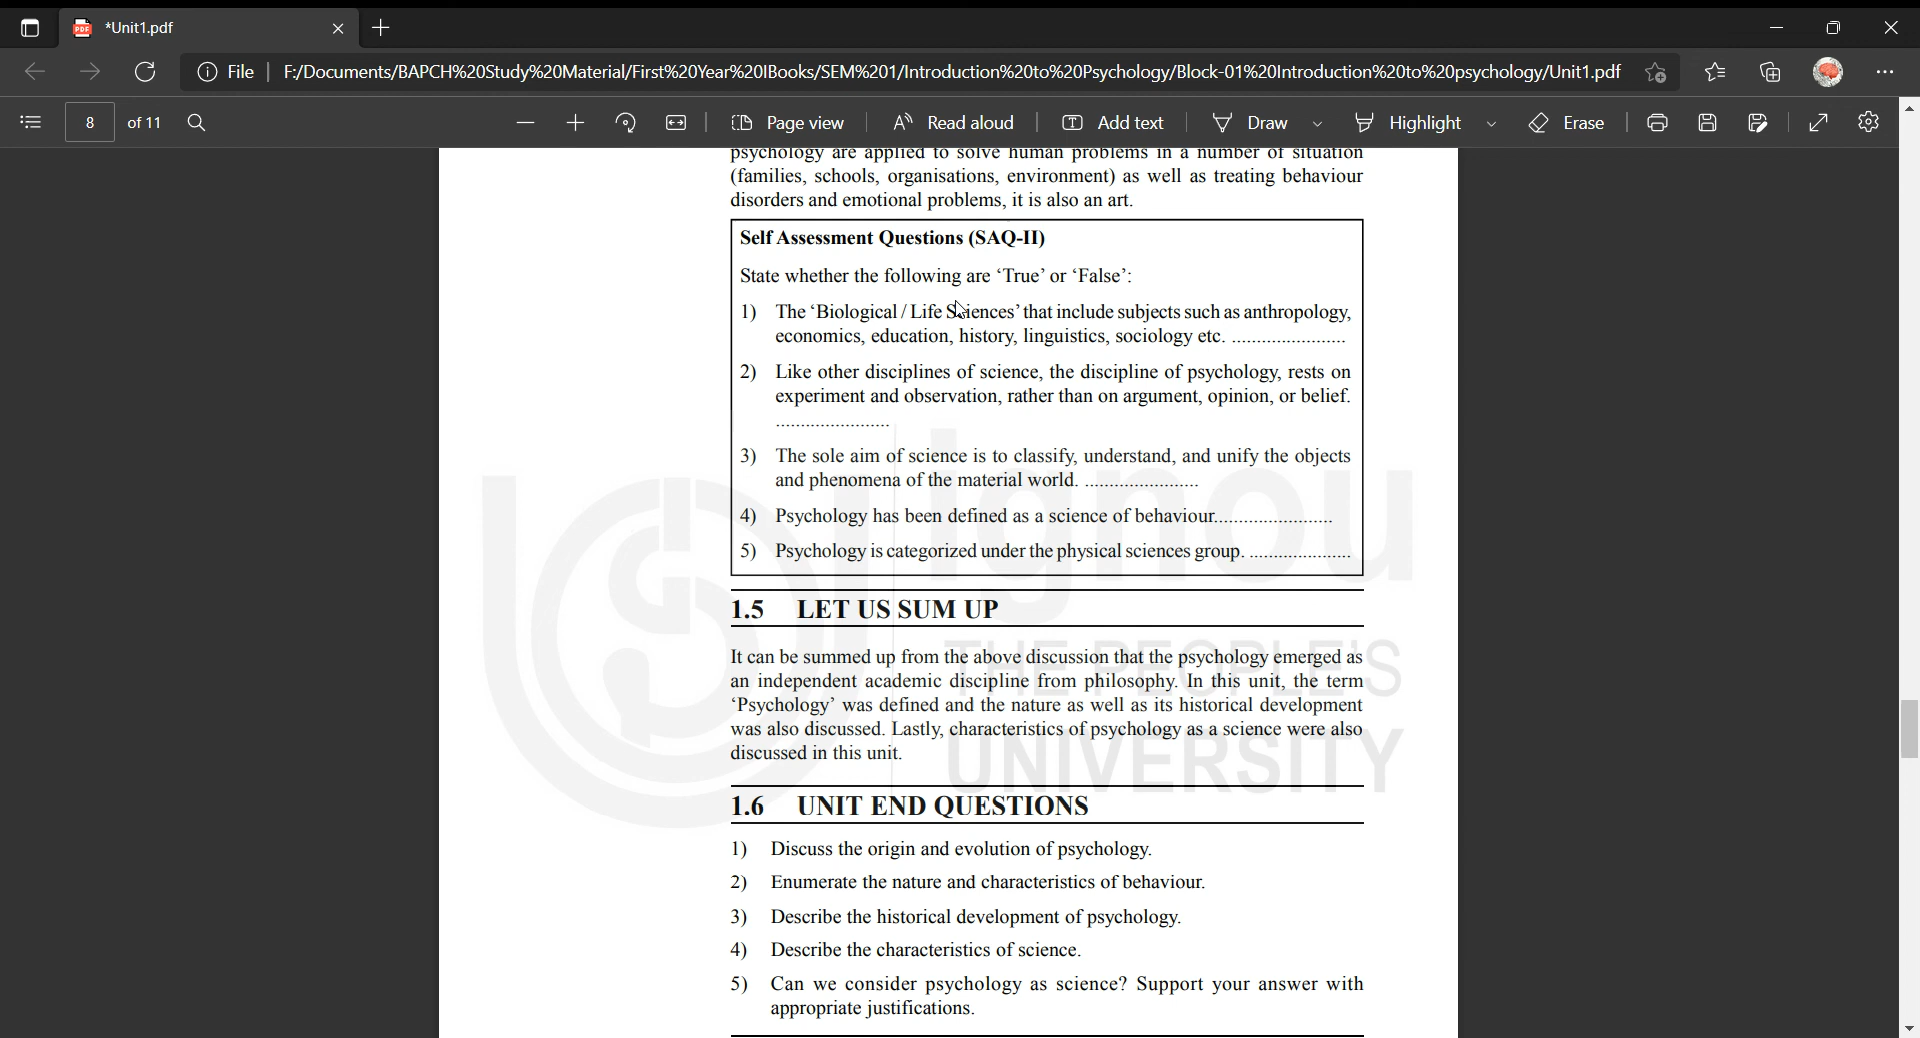 *Unit1.pdf
File
F:/Documents/BAPCH%20Study%20Material/First%20Year%20IBooks/SEM%201/Introduction%20to%20Psychology/Block-01%20Introduction%20to%20psychology/Unit1.pdf
8 of 11
Page view
Read aloud
Add text
Draw
Highlight
Erase
psychology are applied to solve human problems in a number of situation
(families, schools, organisations, environment) as well as treating behaviour
disorders and emotional problems, it is also an art.
Self Assessment Questions (SAQ-II)
State whether the following are ‘True’ or ‘False’:
1) The ‘Biological / Life Sciences’ that include subjects such as anthropology,
economics, education, history, linguistics, sociology etc. .......................
2) Like other disciplines of science, the discipline of psychology, rests on
experiment and observation, rather than on argument, opinion, or belief.
.......................
3) The sole aim of science is to classify, understand, and unify the objects
and phenomena of the material world. .......................
4) Psychology has been defined as a science of behaviour........................
5) Psychology is categorized under the physical sciences group. .....................
1.5 LET US SUM UP
It can be summed up from the above discussion that the psychology emerged as
an independent academic discipline from philosophy. In this unit, the term
‘Psychology’ was defined and the nature as well as its historical development
was also discussed. Lastly, characteristics of psychology as a science were also
discussed in this unit.
1.6 UNIT END QUESTIONS
1) Discuss the origin and evolution of psychology.
2) Enumerate the nature and characteristics of behaviour.
3) Describe the historical development of psychology.
4) Describe the characteristics of science.
5) Can we consider psychology as science? Support your answer with
appropriate justifications.
ignou
THE PEOPLE'S
UNIVERSITY